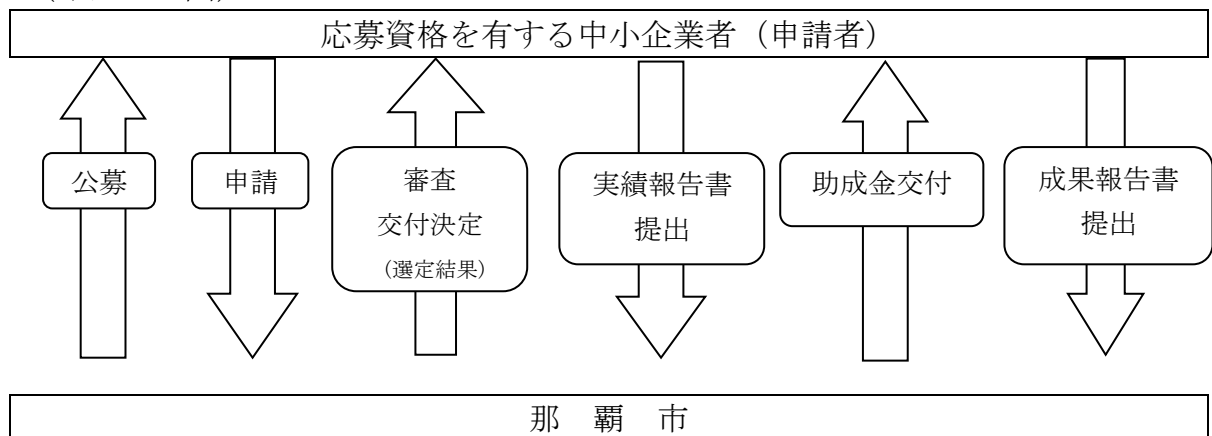 応募資格を有する中小企業者（申請者）
公募
申請
審査
交付決定
（選定結果）
実績報告書
提出
助成金交付
成果報告書
提出
那　覇　市